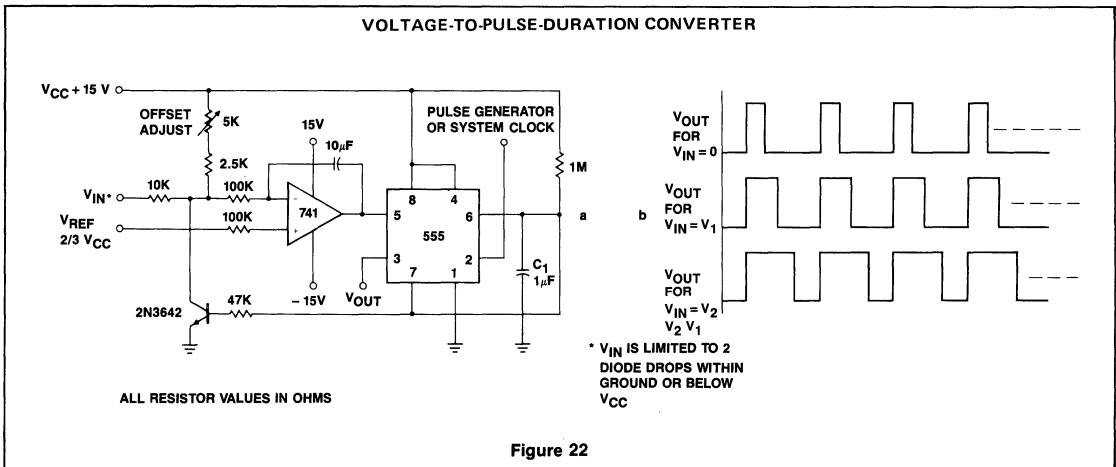 VOLTAGE-TO-PULSE-DURATION CONVERTER
VCC + 15 V
OFFSET
ADJUST
5K
15V
10μF
PULSE GENERATOR
OR SYSTEM CLOCK
2.5K
1M
VIN*
10K
100K
VREF
2/3 VCC
100K
741
-
+
5
8
4
6
555
3
2
7
1
a
C1
1μF
- 15V
VOUT
2N3642
47K
ALL RESISTOR VALUES IN OHMS
b
VOUT
FOR
VIN = 0
VOUT
FOR
VIN = V1
VOUT
FOR
VIN = V2
V2 V1
* VIN IS LIMITED TO 2
DIODE DROPS WITHIN
GROUND OR BELOW
VCC
Figure 22